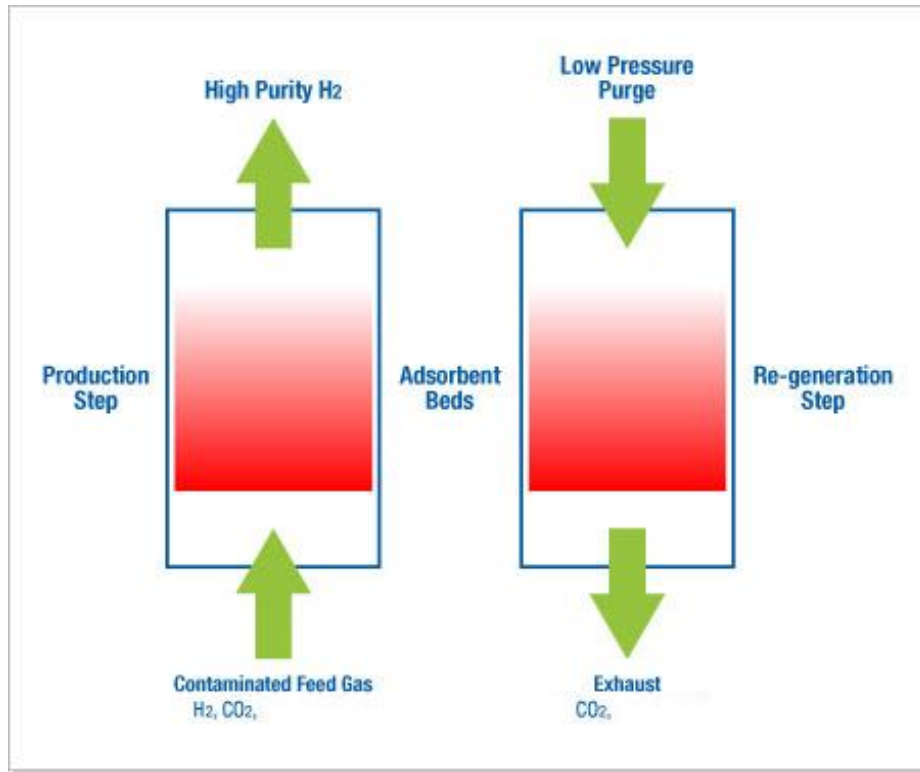 High Purity H2
Low Pressure
Purge
Production
Step
Adsorbent
Beds
Re-generation
Step
Contaminated Feed Gas
H2, CO2,
Exhaust
CO2,